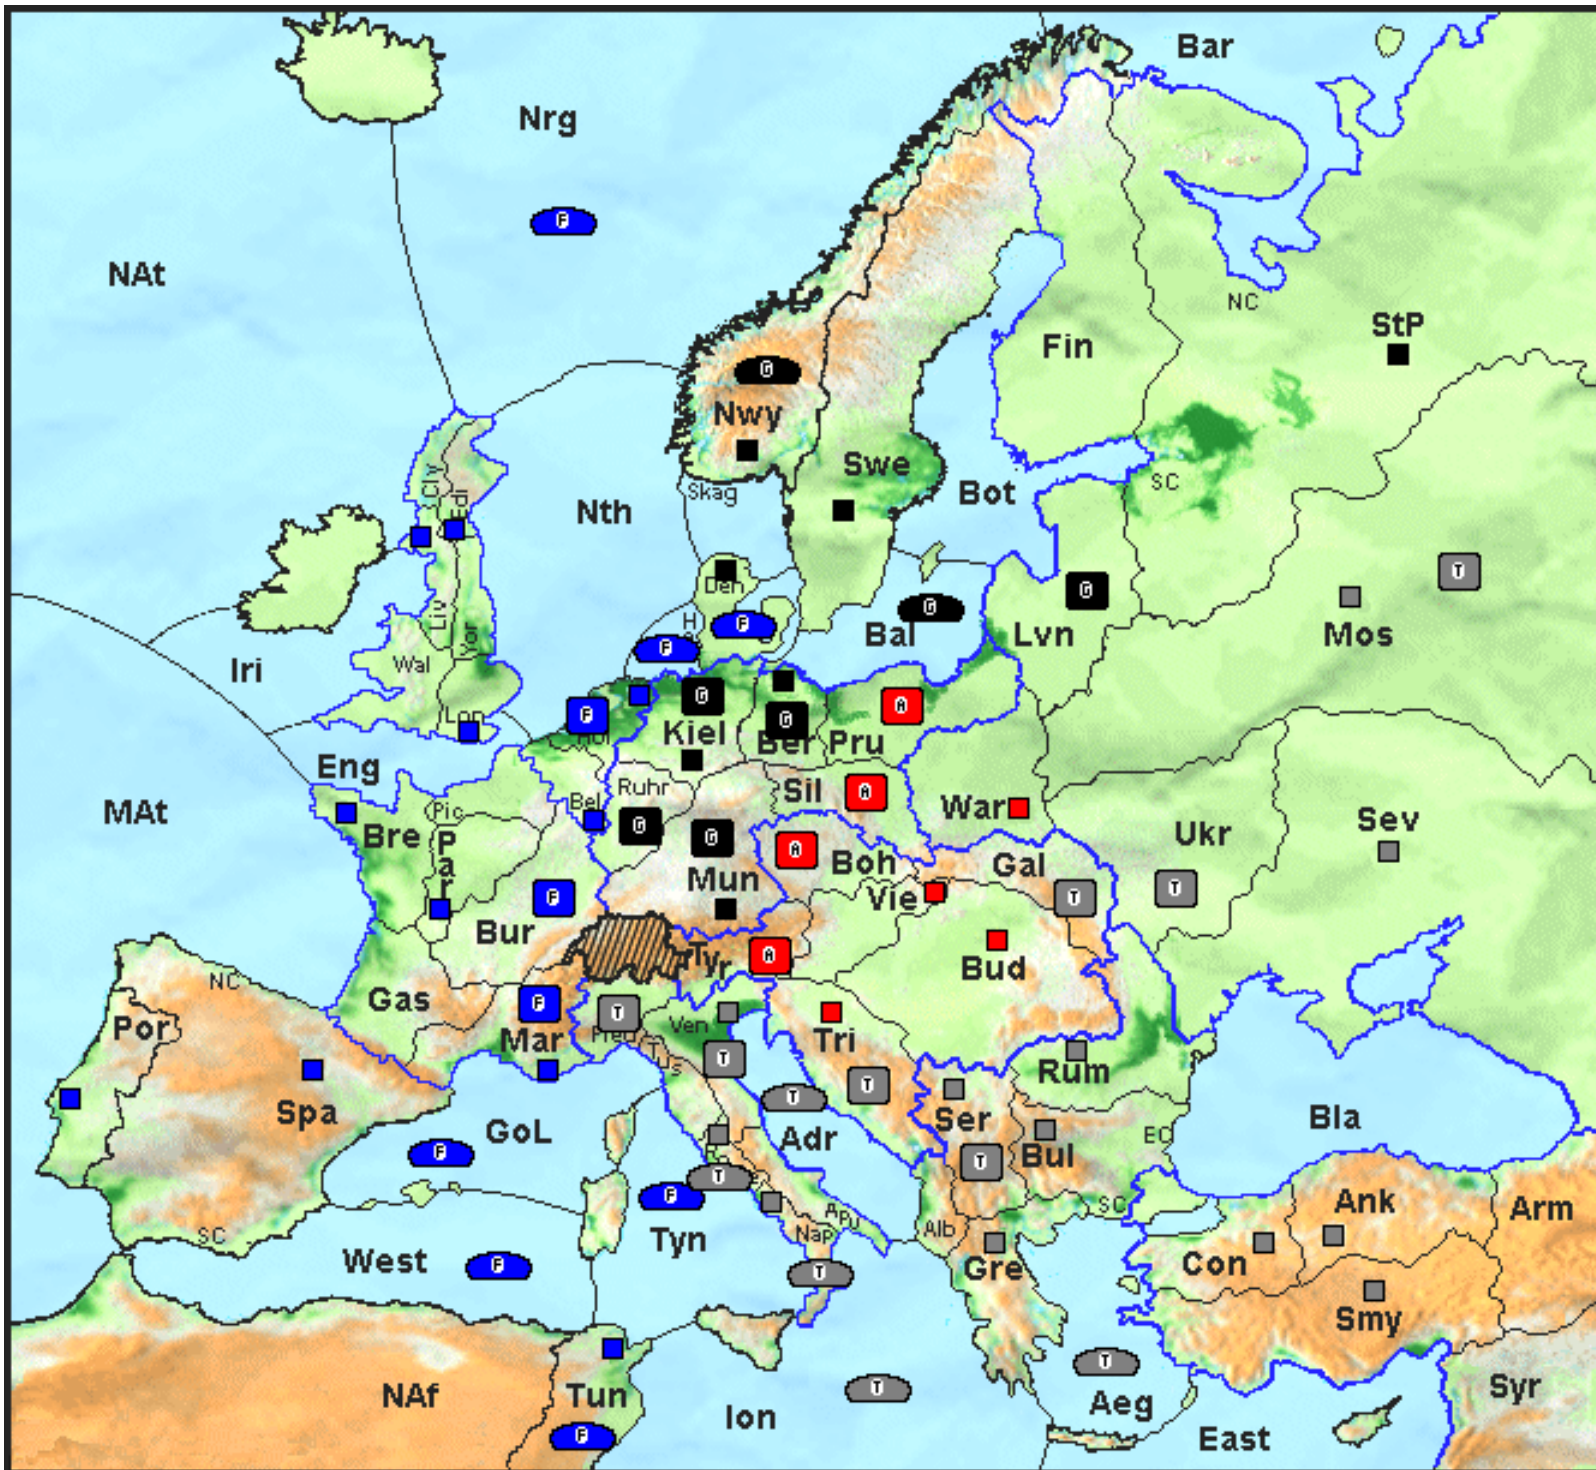 Bar
Nrg
F
NAt
NC
StP
Fin
G
Nwy
Swe
Cly
Edi
Skag
Bot
SC
Nth
T
Den
G
G
Mos
H
F
F
Bal
Lvn
Liv
Yor
Wal
Iri
G
F
G
A
Lon
Hol
Kiel
Ber
Pru
Eng
Ruhr
Sil
A
MAt
Pic
Bel
War
Sev
Bre
Par
G
G
A
Boh
Gal
Ukr
F
Mun
Vie
T
T
Bur
Tyr
A
Bud
NC
Gas
F
T
Por
Mar
Pied
Ven
Tri
Tus
T
T
Rum
Spa
GoL
T
Ser
Bla
F
Adr
T
Bul
EC
F
T
Ank
SC
Tyn
Apu
Nap
Alb
SC
Arm
West
F
T
Gre
Con
Smy
T
NAf
Tun
T
Aeg
Syr
Ion
F
East